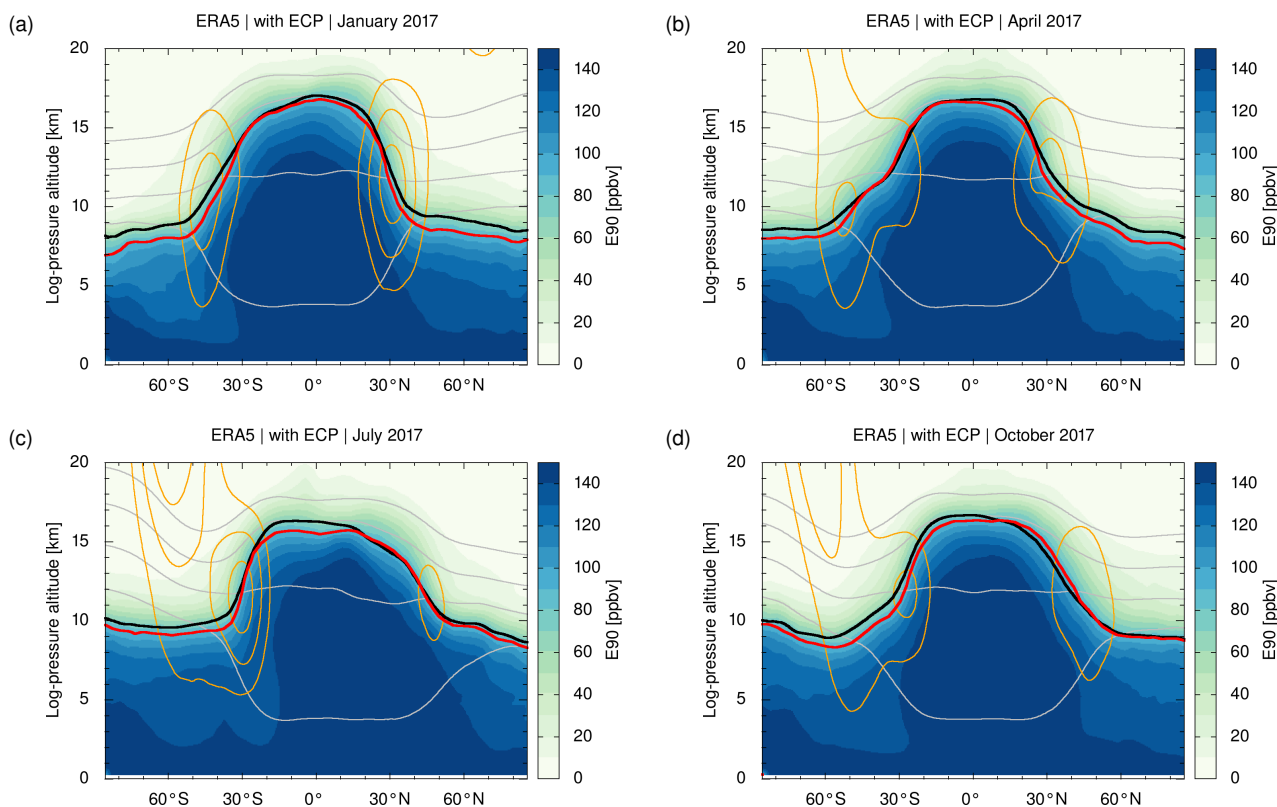 (a)
ERA5 | with ECP | January 2017
Log-pressure altitude [km]
20
15
10
5
0
60°S 30°S 0° 30°N 60°N
140
120
100
80
60
40
20
0
E90 [ppbv]
(b)
ERA5 | with ECP | April 2017
Log-pressure altitude [km]
20
15
10
5
0
60°S 30°S 0° 30°N 60°N
140
120
100
80
60
40
20
0
E90 [ppbv]
(c)
ERA5 | with ECP | July 2017
Log-pressure altitude [km]
20
15
10
5
0
60°S 30°S 0° 30°N 60°N
140
120
100
80
60
40
20
0
E90 [ppbv]
(d)
ERA5 | with ECP | October 2017
Log-pressure altitude [km]
20
15
10
5
0
60°S 30°S 0° 30°N 60°N
140
120
100
80
60
40
20
0
E90 [ppbv]